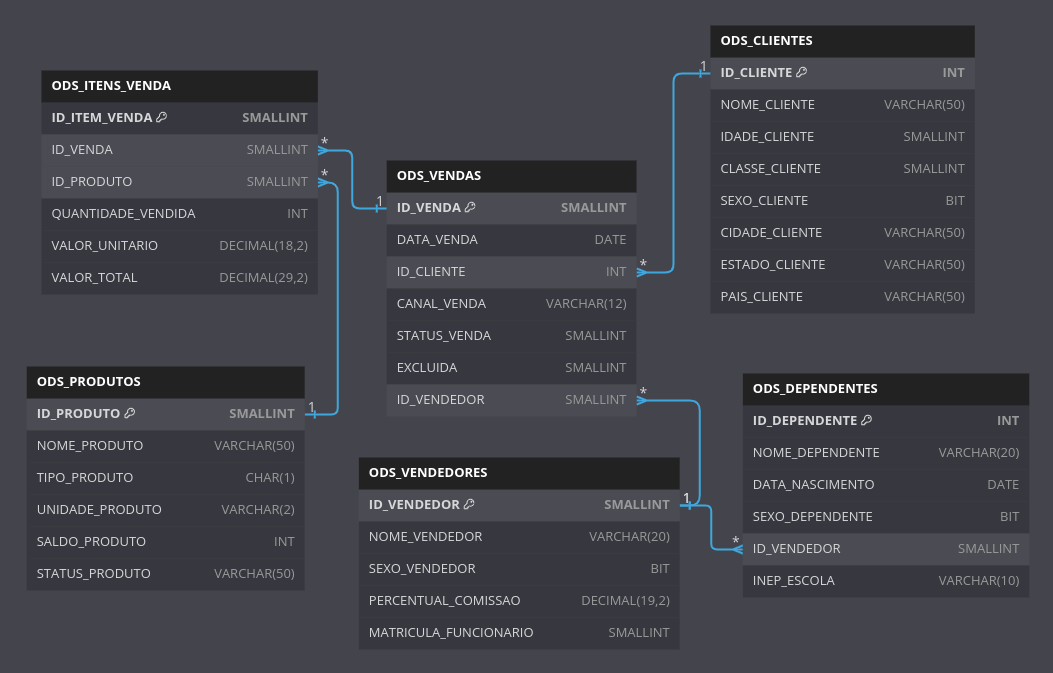 ODS_ITENS_VENDA
ID_ITEM_VENDA SMALLINT
ID_VENDA SMALLINT *
ID_PRODUTO SMALLINT *
QUANTIDADE_VENDIDA INT
VALOR_UNITARIO DECIMAL(18,2)
VALOR_TOTAL DECIMAL(29,2)
ODS_VENDAS
1 ID_VENDA SMALLINT
DATA_VENDA DATE
ID_CLIENTE INT *
CANAL_VENDA VARCHAR(12)
STATUS_VENDA SMALLINT
EXCLUIDA SMALLINT
ID_VENDEDOR SMALLINT *
ODS_CLIENTES
1 ID_CLIENTE INT
NOME_CLIENTE VARCHAR(50)
IDADE_CLIENTE SMALLINT
CLASSE_CLIENTE SMALLINT
SEXO_CLIENTE BIT
CIDADE_CLIENTE VARCHAR(50)
ESTADO_CLIENTE VARCHAR(50)
PAIS_CLIENTE VARCHAR(50)
ODS_PRODUTOS
ID_PRODUTO SMALLINT 1
NOME_PRODUTO VARCHAR(50)
TIPO_PRODUTO CHAR(1)
UNIDADE_PRODUTO VARCHAR(2)
SALDO_PRODUTO INT
STATUS_PRODUTO VARCHAR(50)
ODS_VENDEDORES
ID_VENDEDOR SMALLINT 1
NOME_VENDEDOR VARCHAR(20)
SEXO_VENDEDOR BIT
PERCENTUAL_COMISSAO DECIMAL(19,2)
MATRICULA_FUNCIONARIO SMALLINT
ODS_DEPENDENTES
ID_DEPENDENTE INT
NOME_DEPENDENTE VARCHAR(20)
DATA_NASCIMENTO DATE
SEXO_DEPENDENTE BIT
* ID_VENDEDOR SMALLINT
INEP_ESCOLA VARCHAR(10)